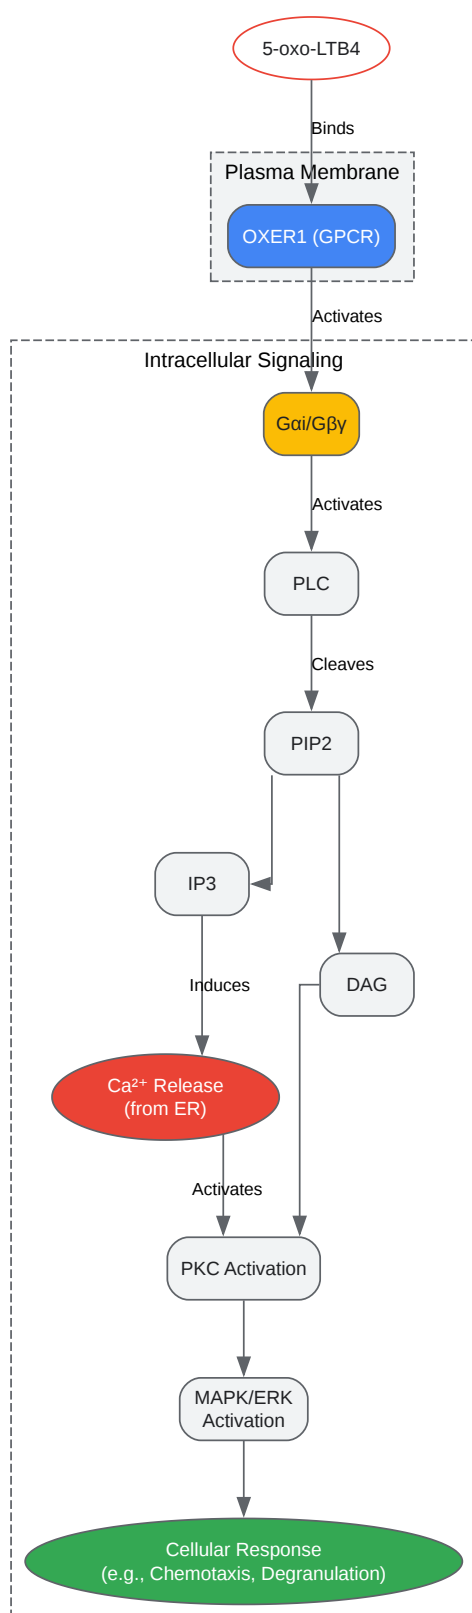 5-oxo-LTB4
Binds
Plasma Membrane
OXER1 (GPCR)
Activates
Intracellular Signaling
Gαi/Gβγ
Activates
PLC
Cleaves
PIP2
IP3
Induces
DAG
Ca²⁺ Release
(from ER)
Activates
PKC Activation
MAPK/ERK
Activation
Cellular Response
(e.g., Chemotaxis, Degranulation)